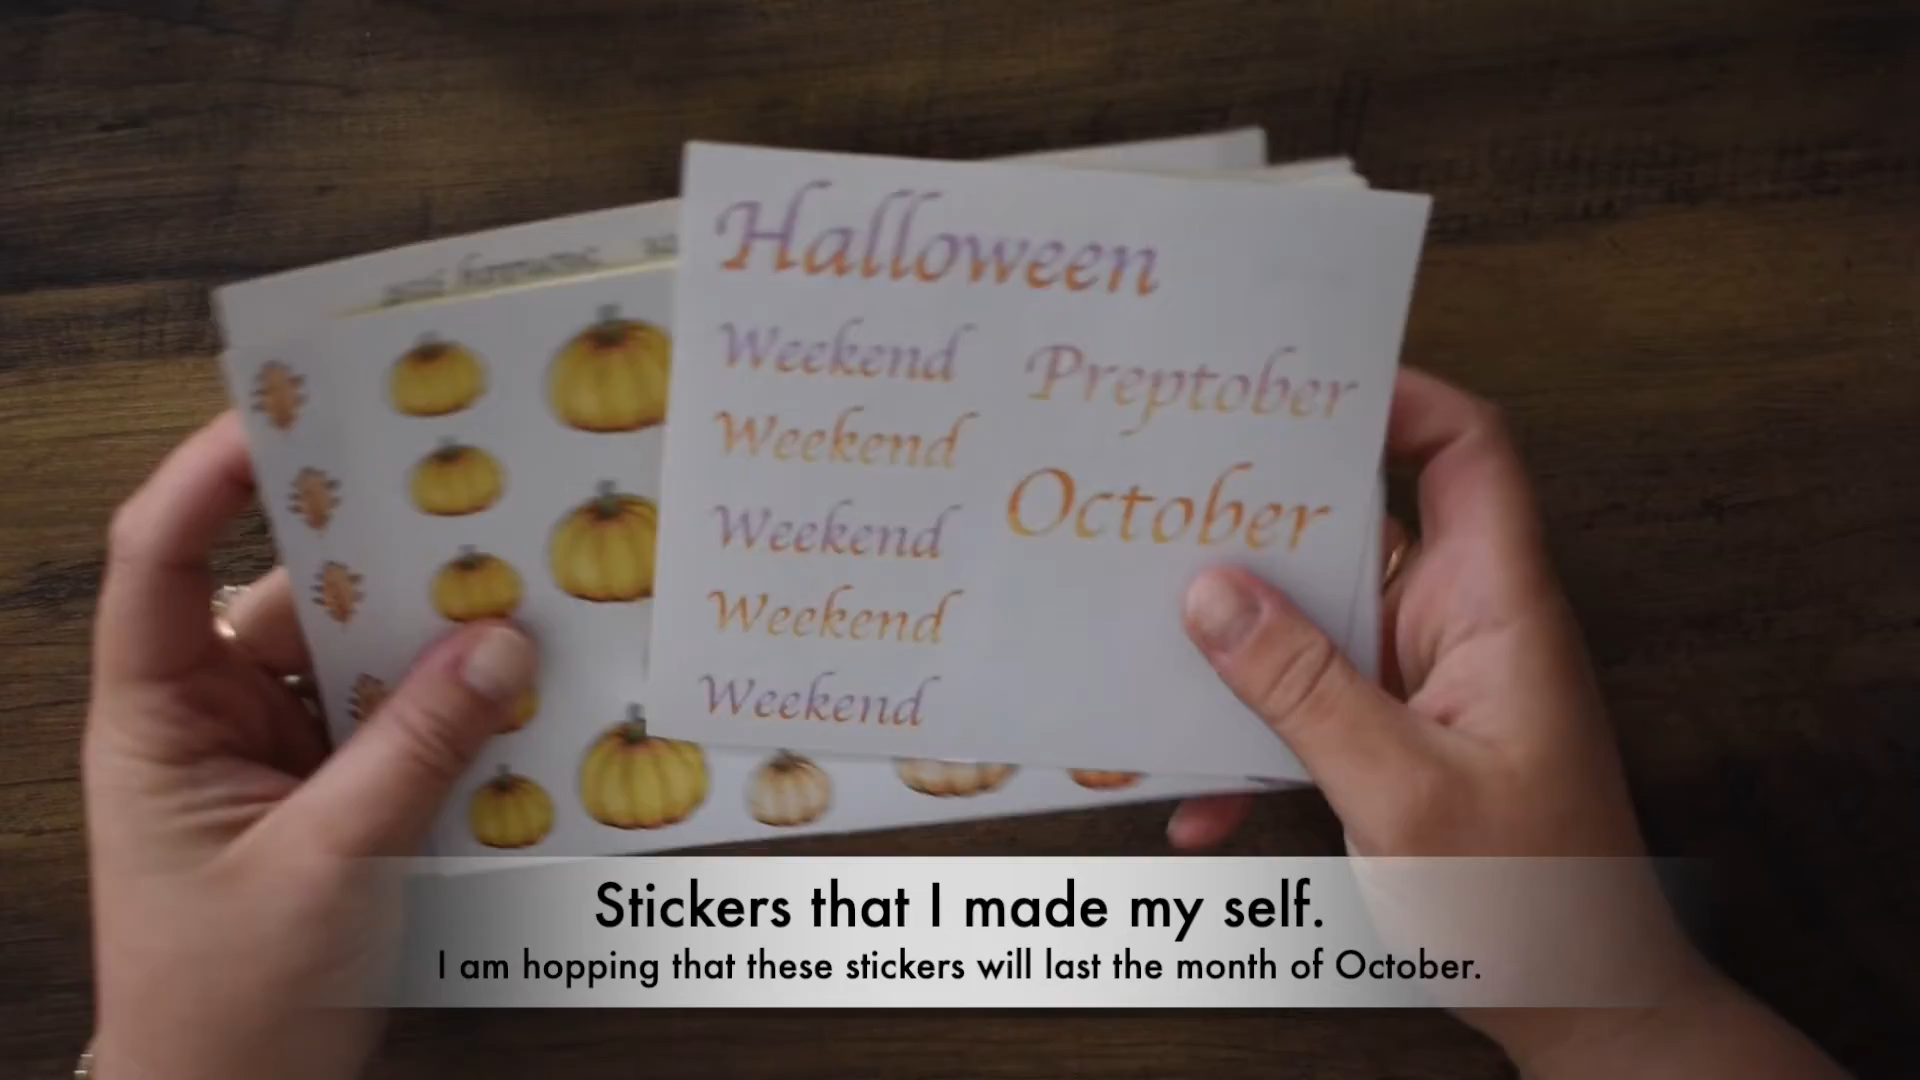 Halloween
Weekend
Preptober
Weekend
October
Weekend
Weekend
Weekend
Stickers that I made my self.
I am hopping that these stickers will last the month of October.